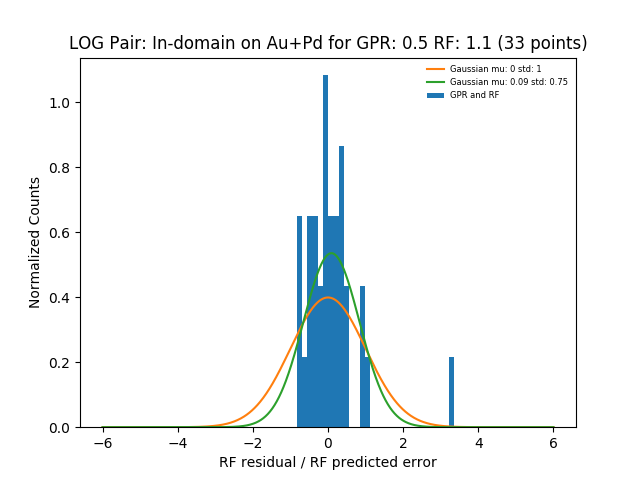 LOG Pair: In-domain on Au+Pd for GPR: 0.5 RF: 1.1 (33 points)
Gaussian mu: 0 std: 1
Gaussian mu: 0.09 std: 0.75
GPR and RF
Normalized Counts
1.0
0.8
0.6
0.4
0.2
0.0
−6 −4 −2 0 2 4 6
RF residual / RF predicted error